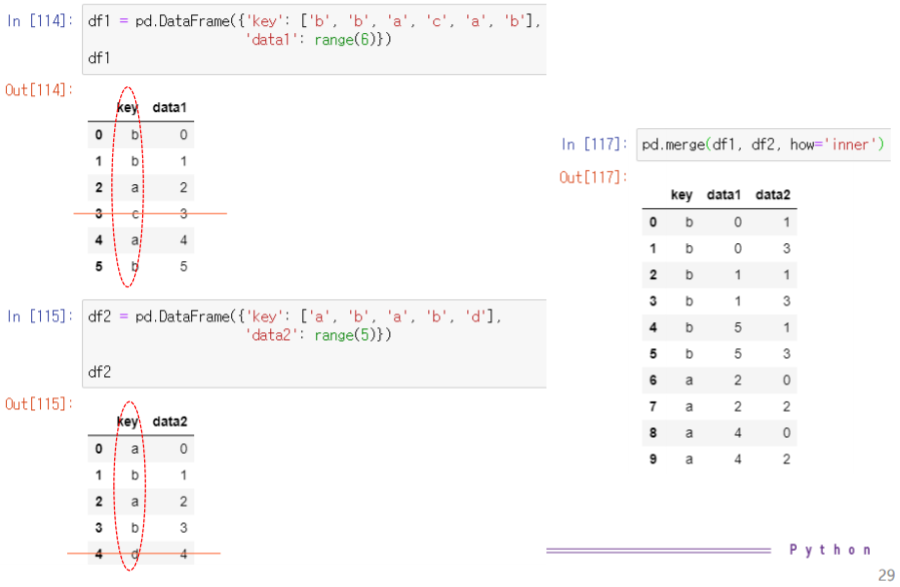 In [114]: df1 = pd.DataFrame({'key': ['b', 'b', 'a', 'c', 'a', 'b'],
'data1': range(6)})
df1
Out[114]:
key data1
0 b 0
1 b 1
2 a 2
3 c 3
4 a 4
5 b 5
In [115]: df2 = pd.DataFrame({'key': ['a', 'b', 'a', 'b', 'd'],
'data2': range(5)})
df2
Out[115]:
key data2
0 a 0
1 b 1
2 a 2
3 b 3
4 d 4
In [117]: pd.merge(df1, df2, how='inner')
Out[117]:
key data1 data2
0 b 0 1
1 b 0 3
2 b 1 1
3 b 1 3
4 b 5 1
5 b 5 3
6 a 2 0
7 a 2 2
8 a 4 0
9 a 4 2
Python
29